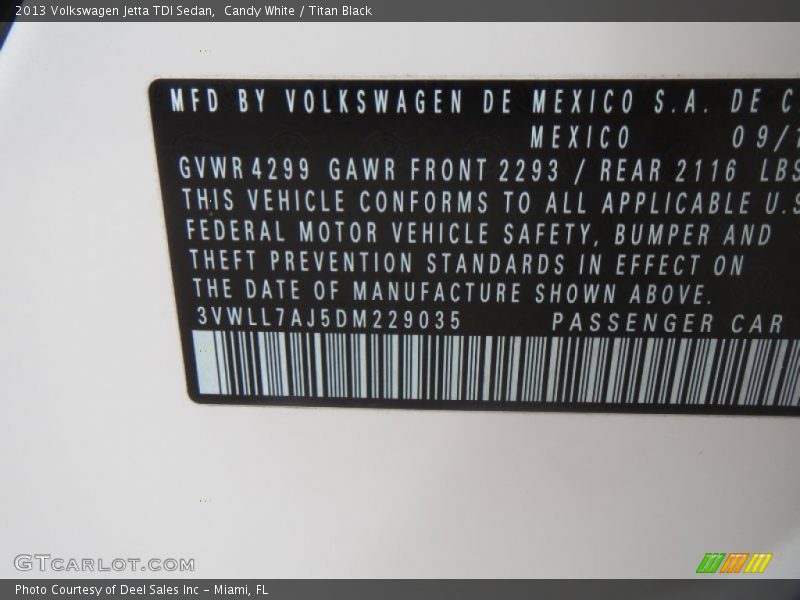 2013 Volkswagen Jetta TDI Sedan,  Candy White / Titan Black
MFD BY VOLKSWAGEN DE MEXICO S.A. DE C
MEXICO 09/1
GVWR 4299 GAWR FRONT 2293 / REAR 2116 LBS
THIS VEHICLE CONFORMS TO ALL APPLICABLE U.S
FEDERAL MOTOR VEHICLE SAFETY, BUMPER AND
THEFT PREVENTION STANDARDS IN EFFECT ON
THE DATE OF MANUFACTURE SHOWN ABOVE.
3VWLL7AJ5DM229035 PASSENGER CAR
GTCARLOT.COM
Photo Courtesy of Deel Sales Inc - Miami, FL